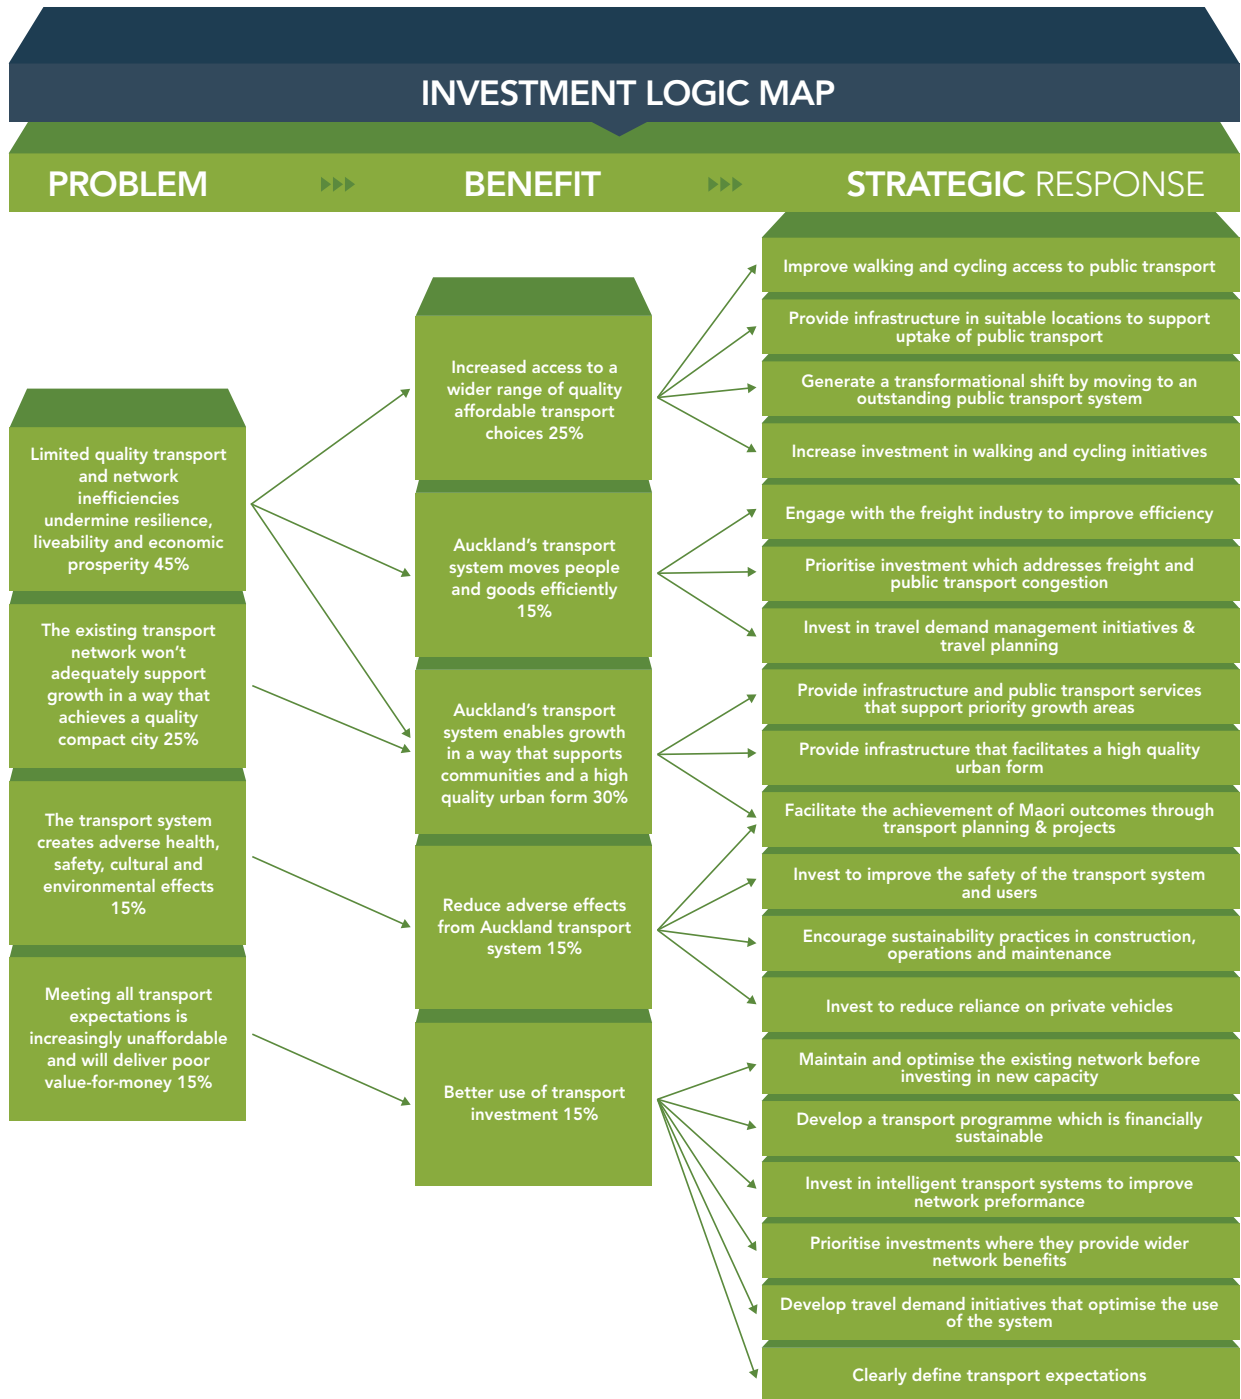 INVESTMENT LOGIC MAP
PROBLEM
BENEFIT
STRATEGIC RESPONSE
Limited quality transport
and network
inefficiencies
undermine resilience,
liveability and economic
prosperity 45%
The existing transport
network won't
adequately support
growth in a way that
achieves a quality
compact city 25%
The transport system
creates adverse health,
safety, cultural and
environmental effects
15%
Meeting all transport
expectations is
increasingly unaffordable
and will deliver poor
value-for-money 15%
Increased access to a
wider range of quality
affordable transport
choices 25%
Auckland's transport
system moves people
and goods efficiently
15%
Auckland's transport
system enables growth
in a way that supports
communities and a high
quality urban form 30%
Reduce adverse effects
from Auckland transport
system 15%
Better use of transport
investment 15%
Improve walking and cycling access to public transport
Provide infrastructure in suitable locations to support
uptake of public transport
Generate a transformational shift by moving to an
outstanding public transport system
Increase investment in walking and cycling initiatives
Engage with the freight industry to improve efficiency
Prioritise investment which addresses freight and
public transport congestion
Invest in travel demand management initiatives &
travel planning
Provide infrastructure and public transport services
that support priority growth areas
Provide infrastructure that facilitates a high quality
urban form
Facilitate the achievement of Maori outcomes through
transport planning & projects
Invest to improve the safety of the transport system
and users
Encourage sustainability practices in construction,
operations and maintenance
Invest to reduce reliance on private vehicles
Maintain and optimise the existing network before
investing in new capacity
Develop a transport programme which is financially
sustainable
Invest in intelligent transport systems to improve
network preformance
Prioritise investments where they provide wider
network benefits
Develop travel demand initiatives that optimise the use
of the system
Clearly define transport expectations